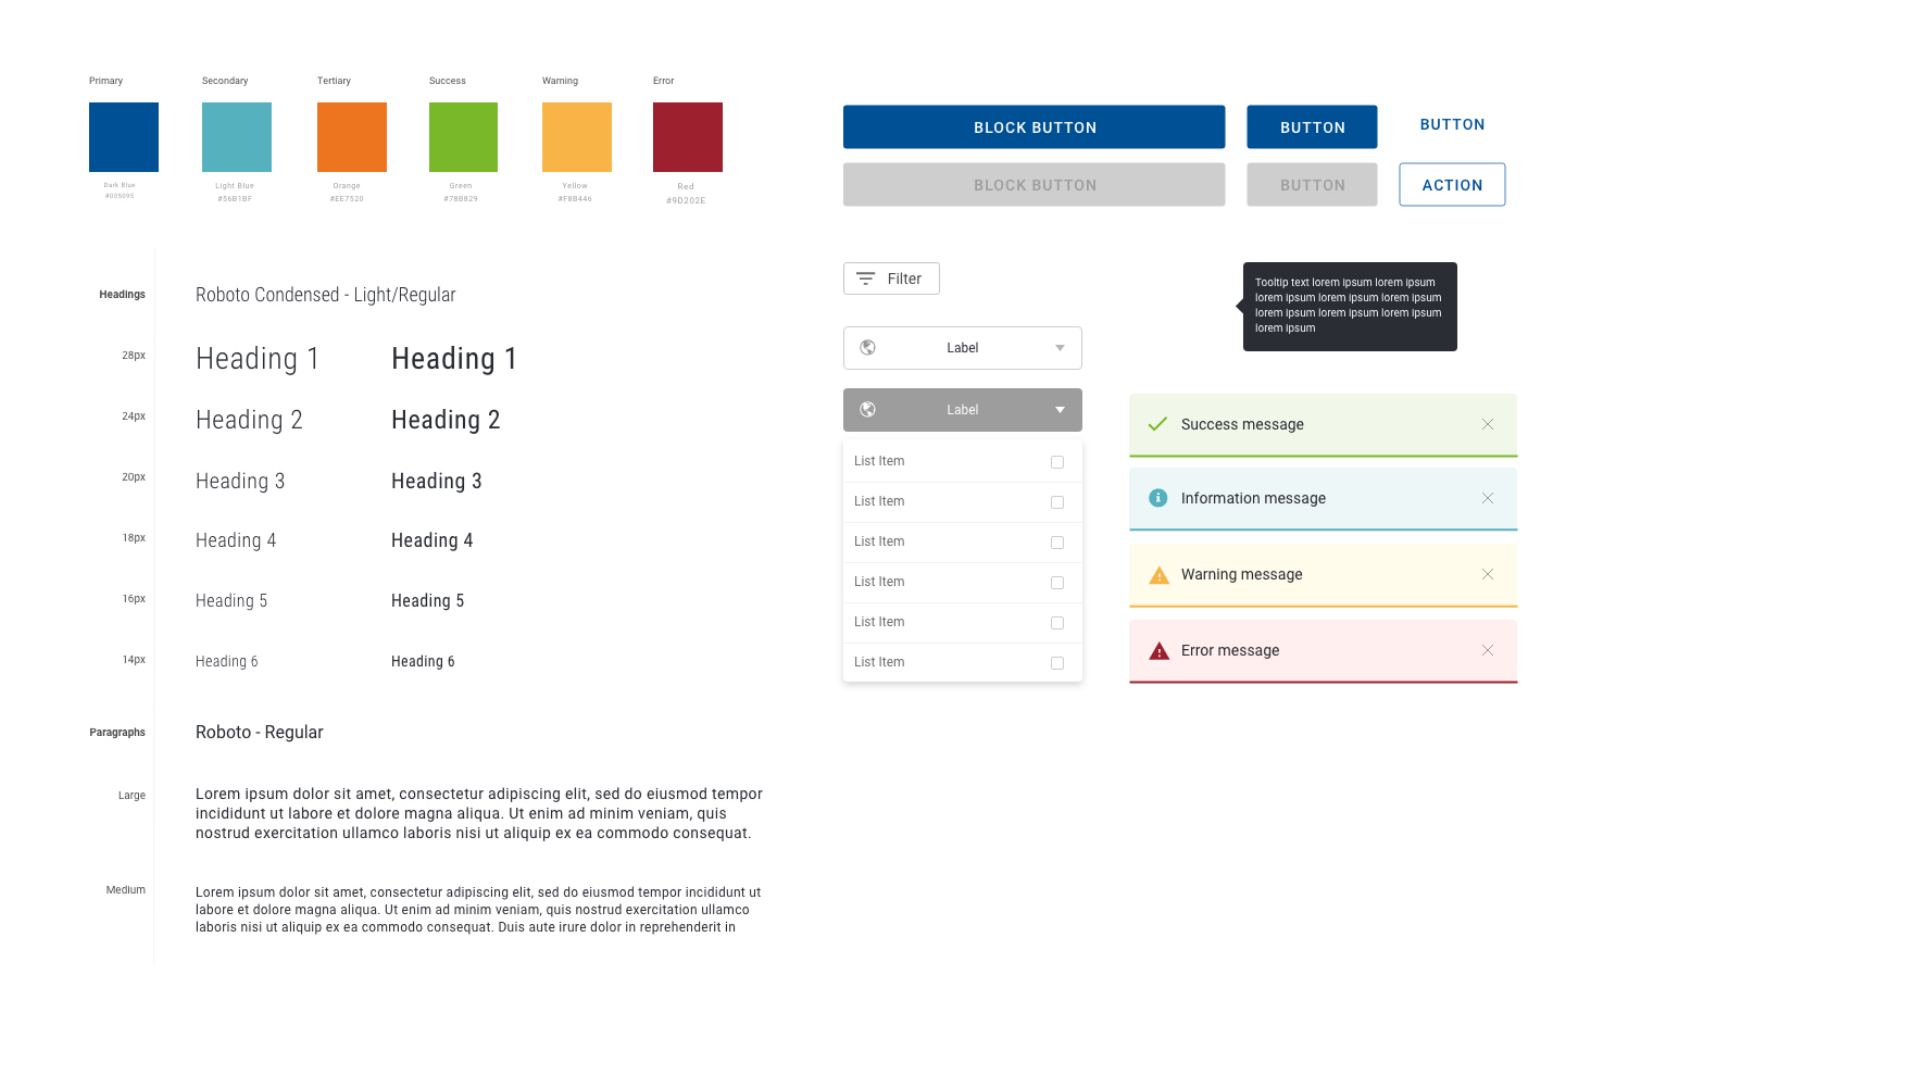 Primary
Secondary
Tertiary
Success
Warning
Error
Dark Blue
#005095
Light Blue
#56B1BF
Orange
#EE7520
Green
#78B829
Yellow
#F8B446
Red
#9D202E
BLOCK BUTTON
BUTTON
BUTTON
BLOCK BUTTON
BUTTON
ACTION
Headings
Roboto Condensed - Light/Regular
28px
Heading 1
Heading 1
24px
Heading 2
Heading 2
20px
Heading 3
Heading 3
18px
Heading 4
Heading 4
16px
Heading 5
Heading 5
14px
Heading 6
Heading 6
Paragraphs
Roboto - Regular
Large
Lorem ipsum dolor sit amet, consectetur adipiscing elit, sed do eiusmod tempor
incididunt ut labore et dolore magna aliqua. Ut enim ad minim veniam, quis
nostrud exercitation ullamco laboris nisi ut aliquip ex ea commodo consequat.
Medium
Lorem ipsum dolor sit amet, consectetur adipiscing elit, sed do eiusmod tempor incididunt ut
labore et dolore magna aliqua. Ut enim ad minim veniam, quis nostrud exercitation ullamco
laboris nisi ut aliquip ex ea commodo consequat. Duis aute irure dolor in reprehenderit in
Filter
Label
Label
List Item
List Item
List Item
List Item
List Item
List Item
Tooltip text lorem ipsum lorem ipsum
lorem ipsum lorem ipsum lorem ipsum
lorem ipsum lorem ipsum lorem ipsum
lorem ipsum
Success message
Information message
Warning message
Error message